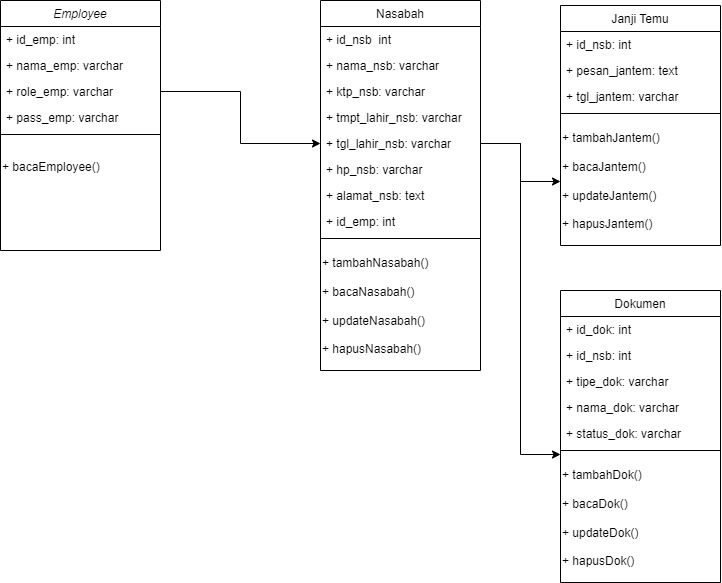 Employee
+ id_emp: int
+ nama_emp: varchar
+ role_emp: varchar
+ pass_emp: varchar
+ bacaEmployee()
Nasabah
+ id_nsb  int
+ nama_nsb: varchar
+ ktp_nsb: varchar
+ tmpt_lahir_nsb: varchar
+ tgl_lahir_nsb: varchar
+ hp_nsb: varchar
+ alamat_nsb: text
+ id_emp: int
+ tambahNasabah()
+ bacaNasabah()
+ updateNasabah()
+ hapusNasabah()
Janji Temu
+ id_nsb: int
+ pesan_jantem: text
+ tgl_jantem: varchar
+ tambahJantem()
+ bacaJantem()
+ updateJantem()
+ hapusJantem()
Dokumen
+ id_dok: int
+ id_nsb: int
+ tipe_dok: varchar
+ nama_dok: varchar
+ status_dok: varchar
+ tambahDok()
+ bacaDok()
+ updateDok()
+ hapusDok()